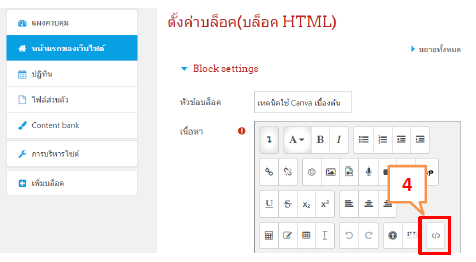 แผงควบคุม
หน้าแรกของเว็บไซต์
ปฏิทิน
ไฟล์ส่วนตัว
Content bank
การบริหารไซต์
เพิ่มบล็อค
ตั้งค่าบล็อค(บล็อค HTML)
ขยายทั้งหมด
Block settings
หัวข้อบล็อค
เทคนิคใช้ Canva เบื้องต้น
เนื้อหา
A B I
U S x₂ x²
4